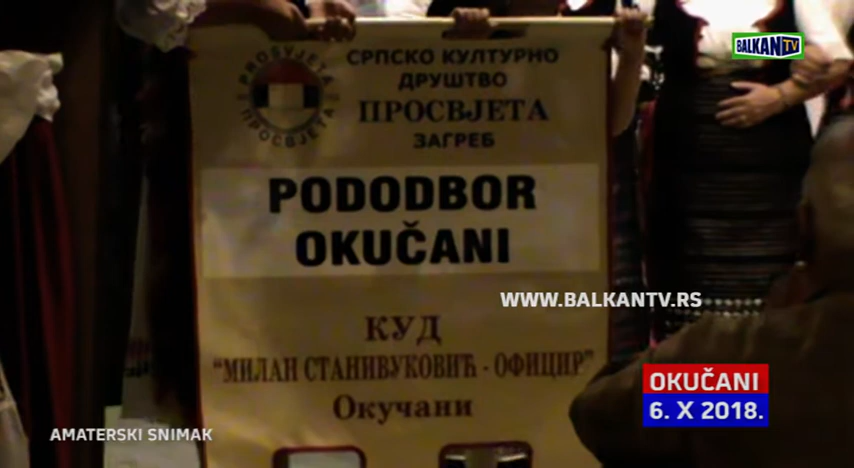 BALKAN TV
PROSVJETA
ПРОСВЈЕТА
СРПСКО КУЛТУРНО
ДРУШТВО
ПРОСВЈЕТА
ЗАГРЕБ
PODODBOR
OKUČANI
WWW.BALKANTV.RS
КУД
“МИЛАН СТАНИВУКОВИЋ - ОФИЦИР”
Окучани
OKUČANI
6. X 2018.
AMATERSKI SNIMAK